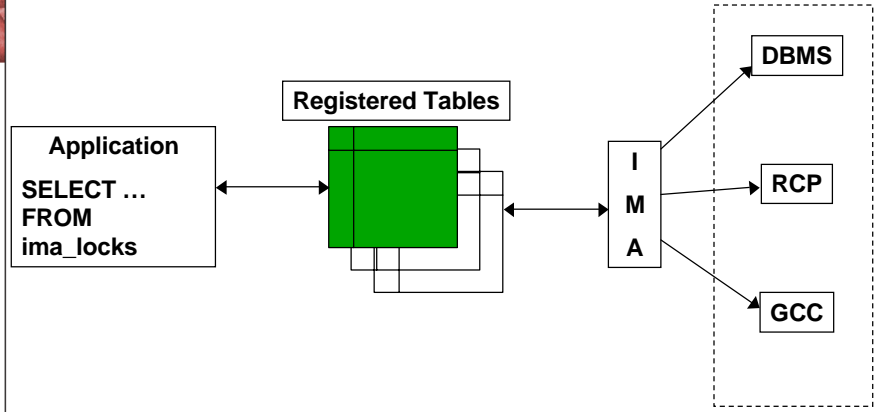 Application
SELECT …
FROM
ima_locks
Registered Tables
I
M
A
DBMS
RCP
GCC